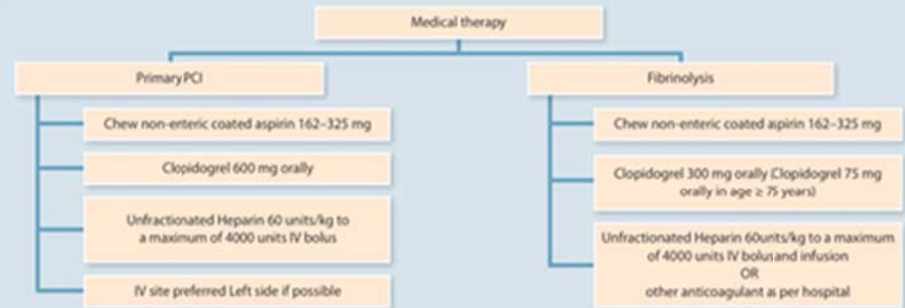 Medical therapy
Primary PCI
Chew non-enteric coated aspirin 162–325 mg
Clopidogrel 600 mg orally
Unfractionated Heparin 60 units/kg to
a maximum of 4000 units IV bolus
IV site preferred Left side if possible
Fibrinolysis
Chew non-enteric coated aspirin 162–325 mg
Clopidogrel 300 mg orally (Clopidogrel 75 mg
orally in age ≥ 75 years)
Unfractionated Heparin 60units/kg to a maximum
of 4000 units IV bolus and infusion
OR
other anticoagulant as per hospital